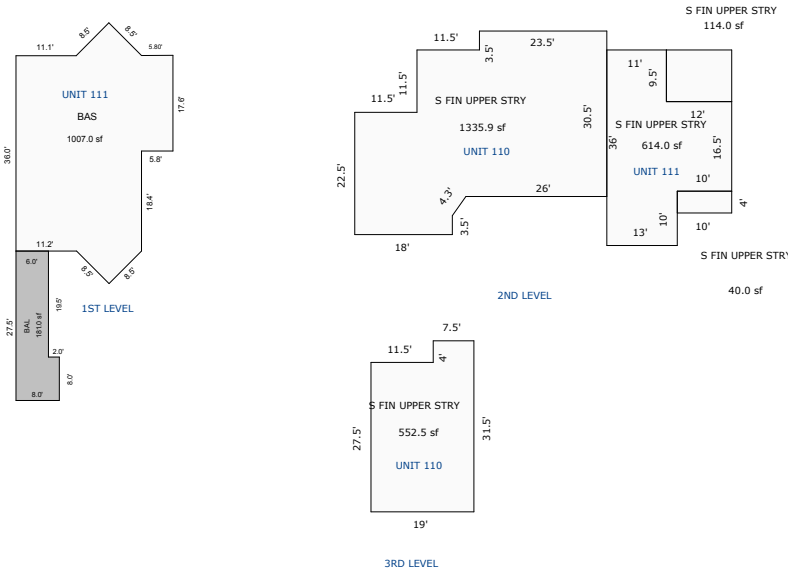 8.5'
8.5'
11.1'
5.80'
UNIT 111
BAS
1007.0 sf
17.6'
36.0'
5.8'
18.4'
11.2'
8.5'
8.5'
6.0'
19.5'
BAL
181.0 sf
27.5'
2.0'
8.0'
8.0'
1ST LEVEL
S FIN UPPER STRY
114.0 sf
11.5'
23.5'
3.5'
11'
9.5'
11.5'
11.5'
S FIN UPPER STRY
1335.9 sf
UNIT 110
30.5'
36'
12'
S FIN UPPER STRY
614.0 sf
UNIT 111
16.5'
22.5'
4.3'
26'
10'
4'
3.5'
18'
13'
10'
10'
S FIN UPPER STRY
40.0 sf
2ND LEVEL
7.5'
11.5'
4'
S FIN UPPER STRY
552.5 sf
UNIT 110
27.5'
31.5'
19'
3RD LEVEL